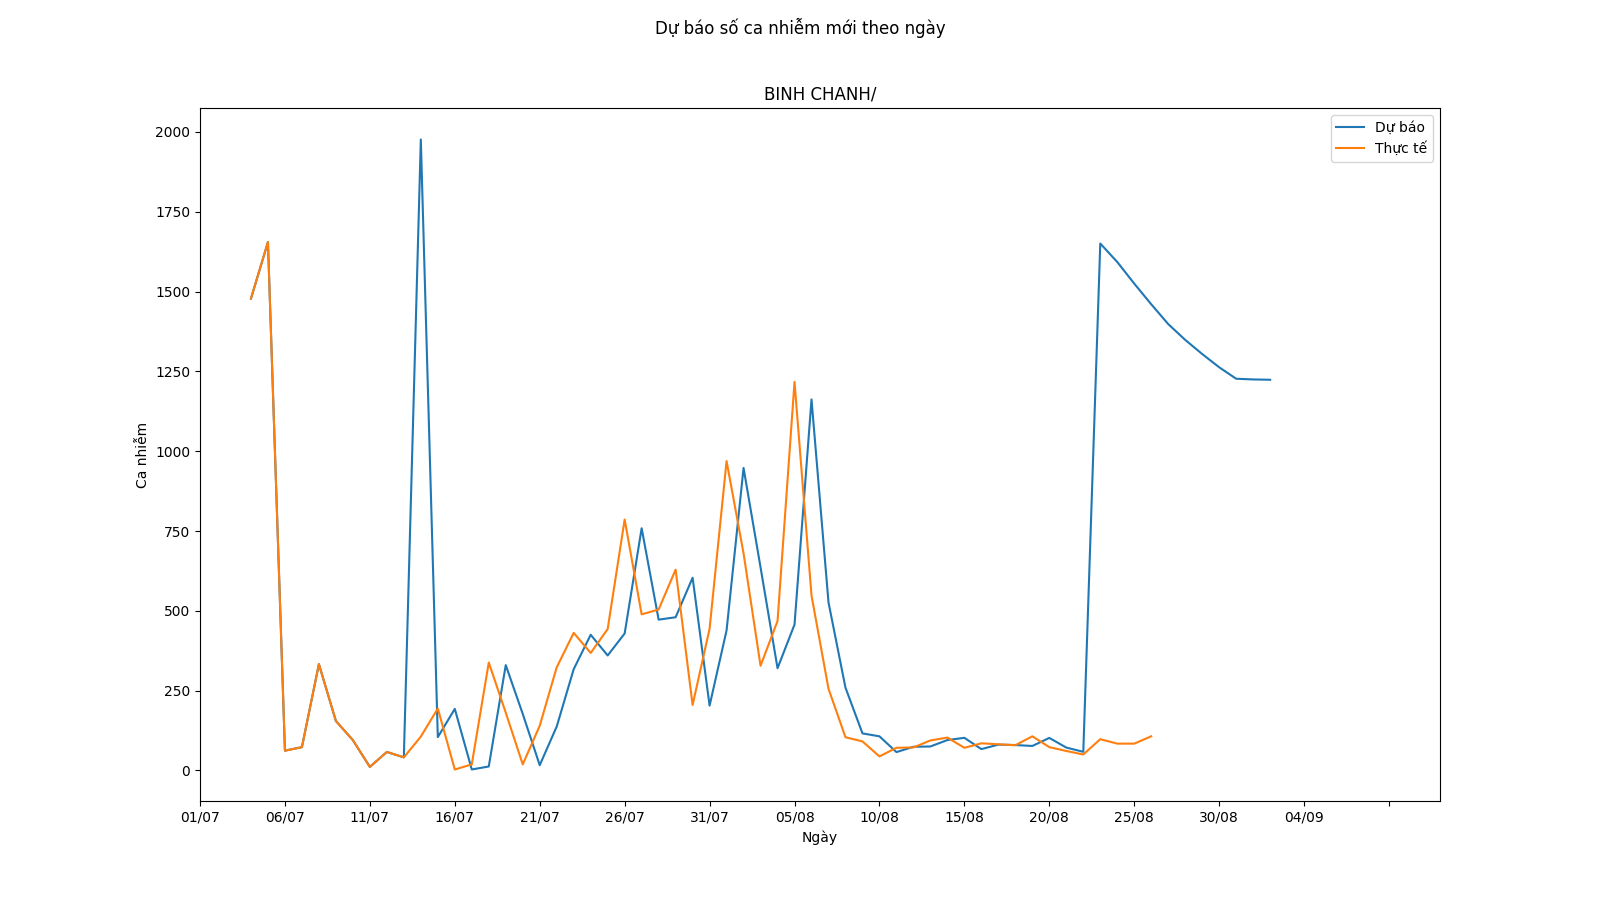 Dự báo số ca nhiễm mới theo ngày
BINH CHANH/
Dự báo
Thực tế
2000
1750
1500
1250
1000
750
500
250
0
Ca nhiễm
01/07 06/07 11/07 16/07 21/07 26/07 31/07 05/08 10/08 15/08 20/08 25/08 30/08 04/09
Ngày